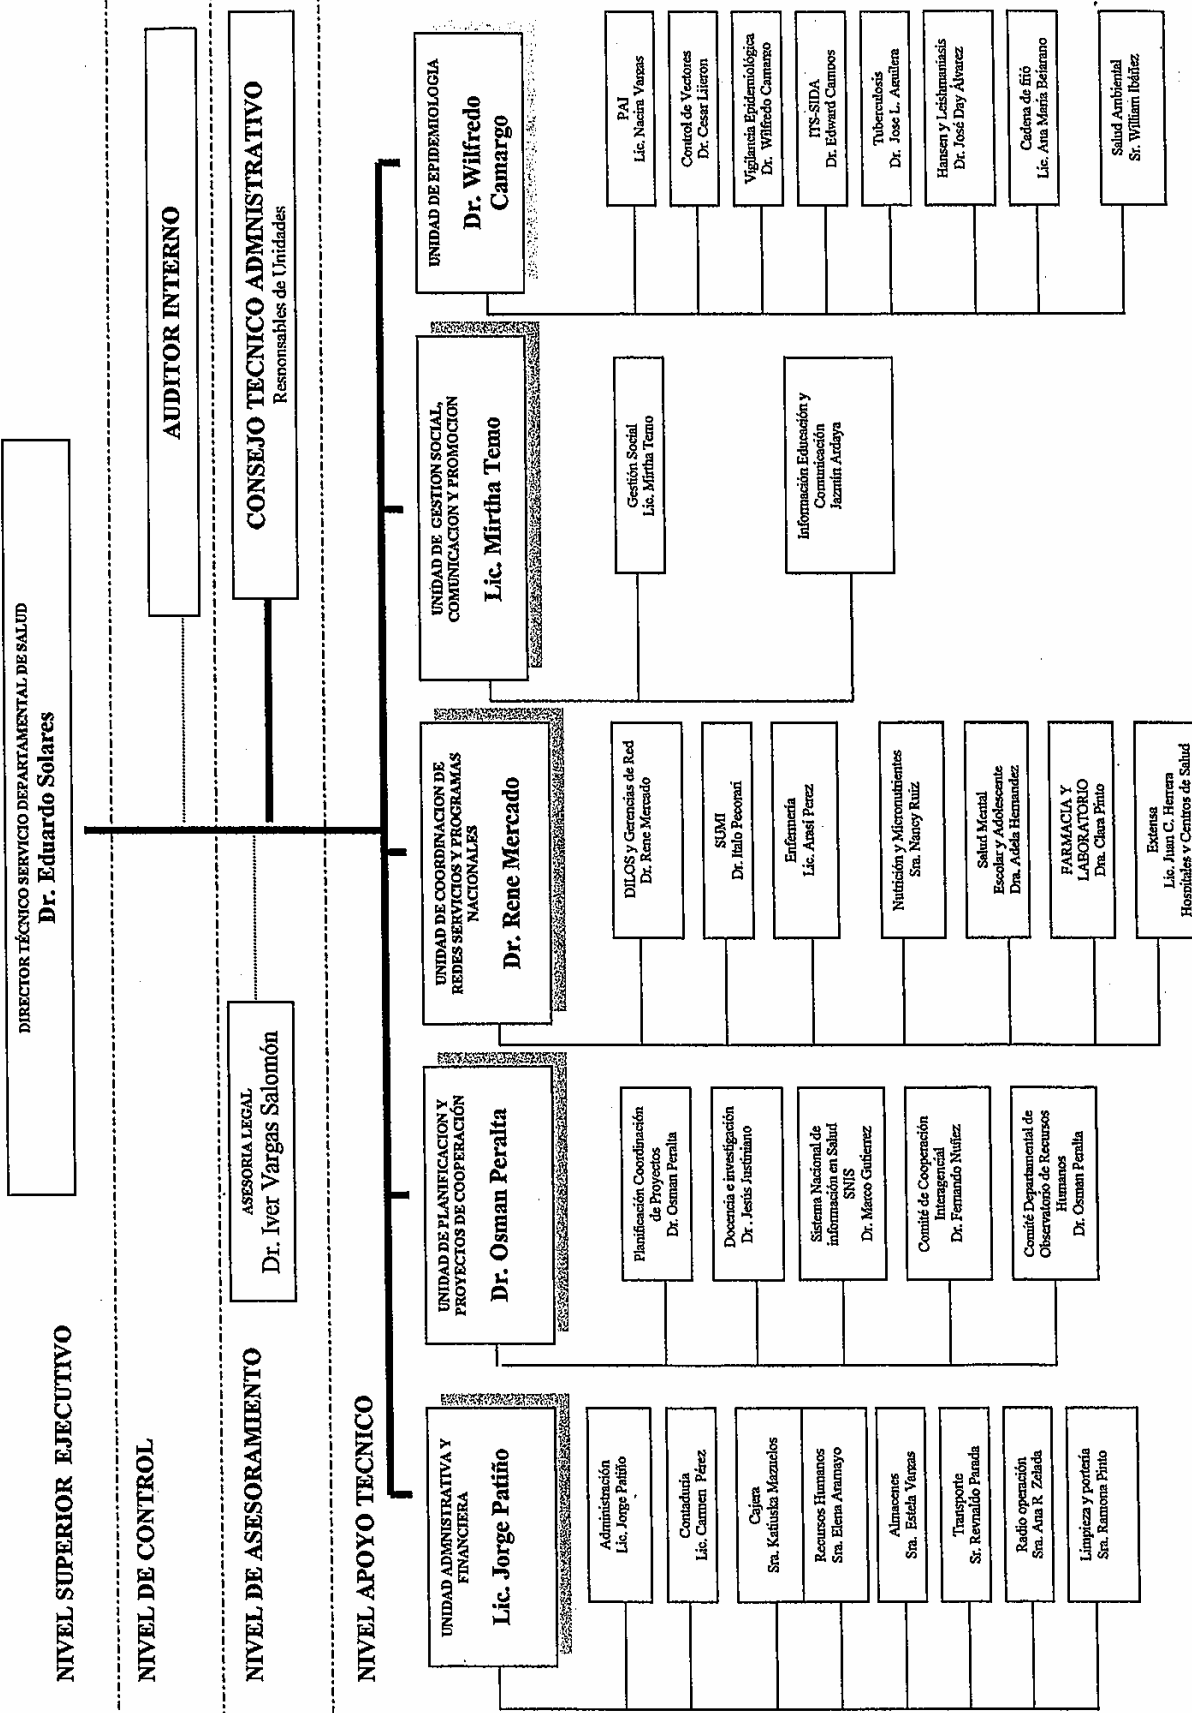 NIVEL SUPERIOR EJECUTIVO
DIRECTOR TÉCNICO SERVICIO DEPARTAMENTAL DE SALUD
Dr. Eduardo Solares
NIVEL DE CONTROL
AUDITOR INTERNO
NIVEL DE ASESORAMIENTO
ASESORIA LEGAL
Dr. Iver Vargas Salomón
CONSEJO TECNICO ADMNISTRATIVO
Responsables de Unidades
NIVEL APOYO TECNICO
UNIDAD ADMNISTRATIVA Y
FINANCIERA
Lic. Jorge Patiño
Administración
Lic. Jorge Patiño
Contaduría
Lic. Carmen Pérez
Cajera
Sra. Katiuska Mazuelos
Recursos Humanos
Sra. Elena Aramayo
Almacenes
Sra. Estela Vargas
Transporte
Sr. Reynaldo Parada
Radio operación
Sra. Ana R. Zelada
Limpieza y portería
Sra. Ramona Pinto
UNIDAD DE PLANIFICACION Y
PROYECTOS DE COOPERACIÓN
Dr. Osman Peralta
Planificación Coordinación
de Proyectos
Dr. Osman Peralta
Docencia e investigación
Dr. Jesús Justiniano
Sistema Nacional de
información en Salud
SNIS
Dr. Marco Gutierrez
Comité de Cooperación
Interagencial
Dr. Fernando Nuñez
Comité Departamental de
Observatorio de Recursos
Humanos
Dr. Osman Peralta
UNIDAD DE COORDINACION DE
REDES SERVICIOS Y PROGRAMAS
NACIONALES
Dr. Rene Mercado
DILOS y Gerencias de Red
Dr. Rene Mercado
SUMI
Dr. Italo Pecorari
Enfermería
Lic. Arasi Perez
Nutrición y Micronutrientes
Sra. Nancy Ruiz
Salud Mental
Escolar y Adolescente
Dra. Adela Hernandez
FARMACIA Y
LABORATORIO
Dra. Clara Pinto
Extensa
Lic. Juan C. Herrera
Hospitales y Centros de Salud
UNIDAD DE GESTION SOCIAL,
COMUNICACION Y PROMOCION
Lic. Mirtha Temo
Gestión Social
Lic. Mirtha Temo
Información Educación y
Comunicación
Jazmín Ardaya
UNIDAD DE EPIDEMIOLOGIA
Dr. Wilfredo
Camargo
PAI
Lic. Nacira Vargas
Control de Vectores
Dr. Cesar Lijeron
Vigilancia Epidemiológica
Dr. Wilfredo Camargo
ITS-SIDA
Dr. Edward Campos
Tuberculosis
Dr. Jose L. Aguilera
Hansen y Leishmaniasis
Dr. José Day Álvarez
Cadena de frió
Lic. Ana María Bejarano
Salud Ambiental
Sr. William Ibáñez